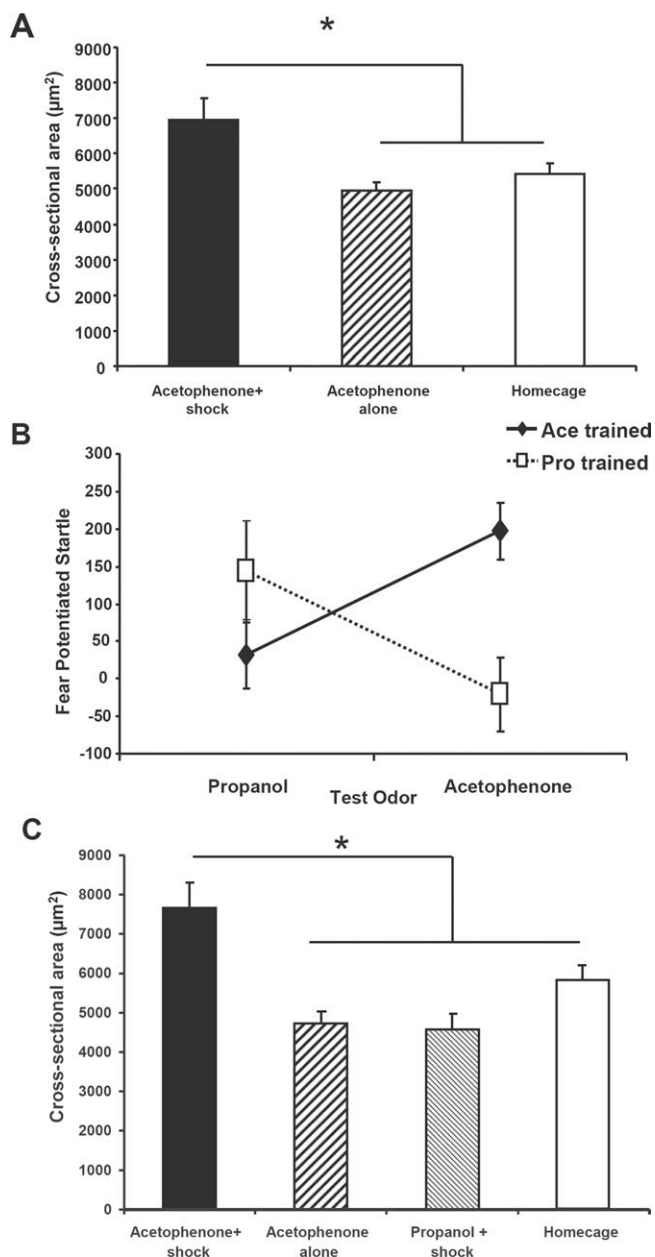 A
*
Cross-sectional area (µm²)
9000
8000
7000
6000
5000
4000
3000
2000
1000
0
Acetophenone+
shock
Acetophenone
alone
Homecage
B
Ace trained
Pro trained
Fear Potentiated Startle
300
250
200
150
100
50
0
-50
-100
Propanol
Acetophenone
Test Odor
C
*
Cross-sectional area (µm²)
9000
8000
7000
6000
5000
4000
3000
2000
1000
0
Acetophenone+
shock
Acetophenone
alone
Propanol +
shock
Homecage